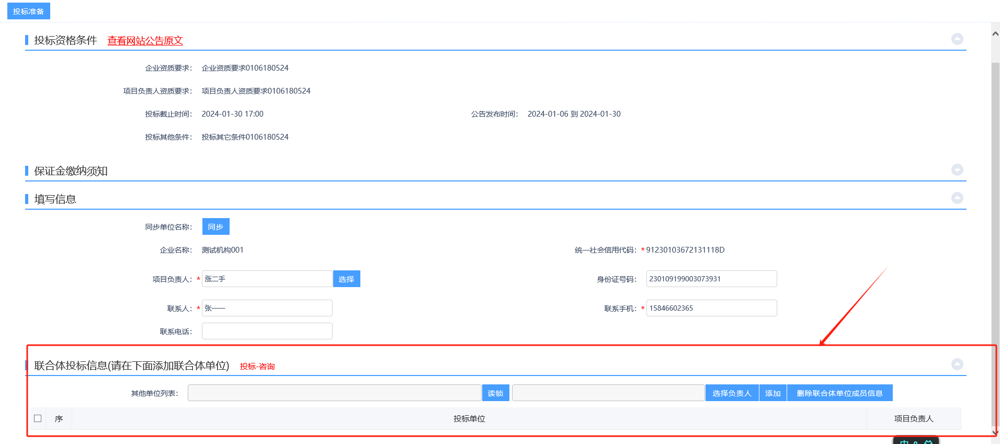 投标准备
投标资格条件 查看网站公告原文
企业资质要求： 企业资质要求0106180524
项目负责人资质要求： 项目负责人资质要求0106180524
投标截止时间： 2024-01-30 17:00 公告发布时间： 2024-01-06 到 2024-01-30
投标其他条件： 投标其它条件0106180524
保证金缴纳须知
填写信息
同步单位名称： 同步
企业名称： 测试机构001 统一社会信用代码：*91230103672131118D
项目负责人：* 涨二手 选择 身份证号码： 230109199003073931
联系人：* 张一一 联系手机：* 15846602365
联系电话：
联合体投标信息(请在下面添加联合体单位) 投标-咨询
其他单位列表： 读锁 选择负责人 添加 删除联合体单位成员信息
序 投标单位 项目负责人